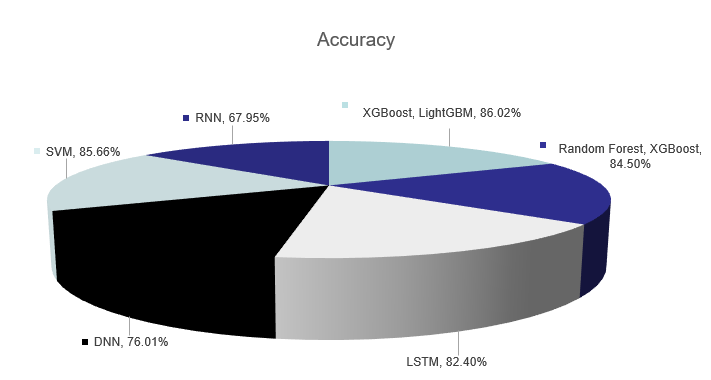 Accuracy
XGBoost, LightGBM, 86.02%
RNN, 67.95%
SVM, 85.66%
Random Forest, XGBoost,
84.50%
DNN, 76.01%
LSTM, 82.40%